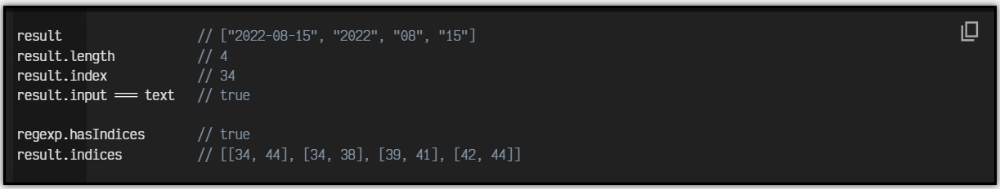 result                  // ["2022-08-15", "2022", "08", "15"]
result.length           // 4
result.index            // 34
result.input === text   // true

regexp.hasIndices       // true
result.indices          // [[34, 44], [34, 38], [39, 41], [42, 44]]